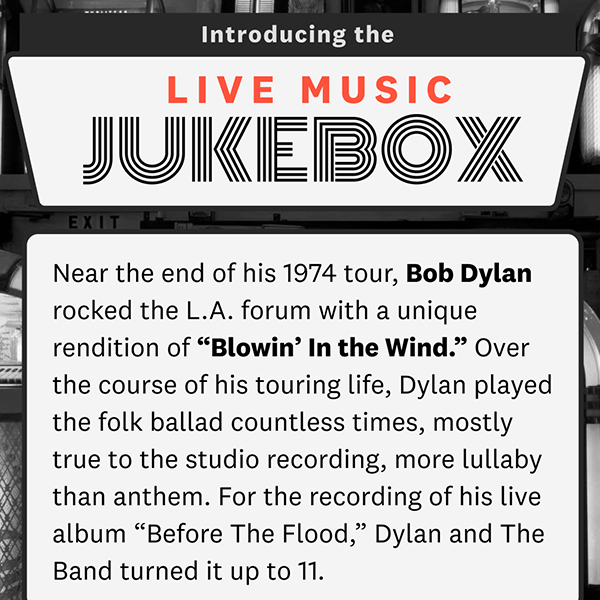 Introducing the
LIVE MUSIC
JUKEBOX
EXIT
Near the end of his 1974 tour, Bob Dylan
rocked the L.A. forum with a unique
rendition of “Blowin’ In the Wind.” Over
the course of his touring life, Dylan played
the folk ballad countless times, mostly
true to the studio recording, more lullaby
than anthem. For the recording of his live
album “Before The Flood,” Dylan and The
Band turned it up to 11.